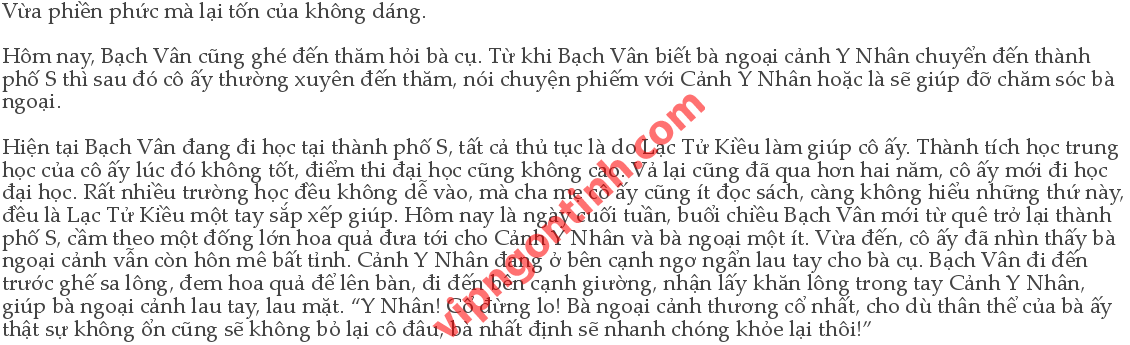 Vừa phiền phức mà lại tốn của không dáng.
Hôm nay, Bạch Vân cũng ghé đến thăm hỏi bà cụ. Từ khi Bạch Vân biết bà ngoại cảnh Y Nhân chuyển đến thành
phố S thì sau đó cô ấy thường xuyên đến thăm, nói chuyện phiếm với Cảnh Y Nhân hoặc là sẽ giúp đỡ chăm sóc bà
ngoại.
Hiện tại Bạch Vân đang đi học tại thành phố S, tất cả thủ tục là do Lạc Tử Kiều làm giúp cô ấy. Thành tích học trung
học của cô ấy lúc đó không tốt, điểm thi đại học cũng không cao. Vả lại cũng đã qua hơn hai năm, cô ấy mới đi học
đại học. Rất nhiều trường học đều không dễ vào, mà cha mẹ cô ấy cũng ít đọc sách, càng không hiểu những thứ này,
đều là Lạc Tử Kiều một tay sắp xếp giúp. Hôm nay là ngày cuối tuần, buổi chiều Bạch Vân mới từ quê trở lại thành
phố S, cầm theo một đống lớn hoa quả đưa tới cho Cảnh Y Nhân và bà ngoại một ít. Vừa đến, cô ấy đã nhìn thấy bà
ngoại cảnh vẫn còn hôn mê bất tỉnh. Cảnh Y Nhân đang ở bên cạnh ngơ ngẩn lau tay cho bà cụ. Bạch Vân đi đến
trước ghế sa lông, đem hoa quả để lên bàn, đi đến bên cạnh giường, nhận lấy khăn lông trong tay Cảnh Y Nhân,
giúp bà ngoại cảnh lau tay, lau mặt. “Y Nhân! Cô đừng lo! Bà ngoại cảnh thương cổ nhất, cho dù thân thể của bà ấy
thật sự không ổn cũng sẽ không bỏ lại cô đâu, bà nhất định sẽ nhanh chóng khỏe lại thôi!”
vipngontinh.com